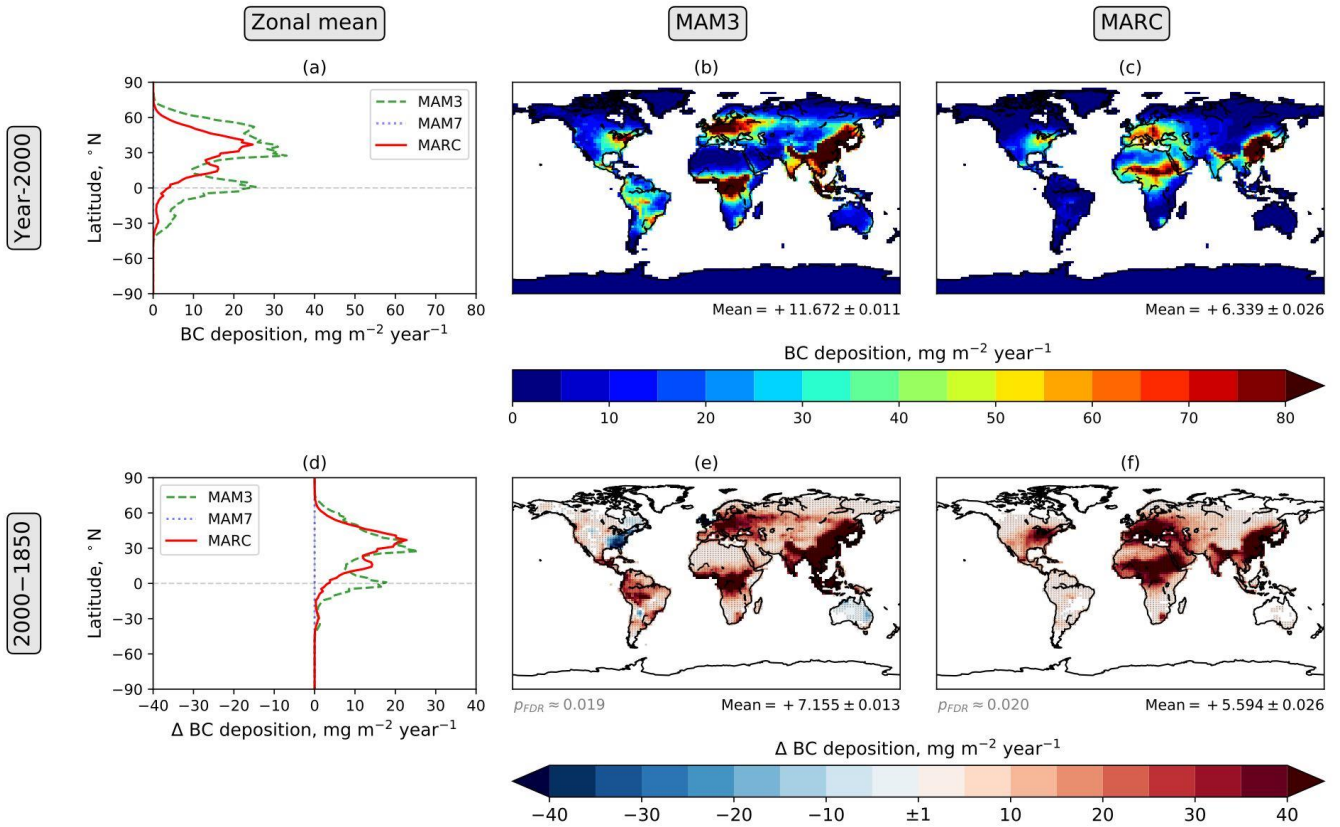 Zonal mean
MAM3
MARC
Year-2000
(a)
90
60
30
0
−30
−60
−90
Latitude, °N
MAM3
MAM7
MARC
0 10 20 30 40 50 60 70 80
BC deposition, mg m⁻² year⁻¹
(b)
Mean = +11.672 ± 0.011
(c)
Mean = +6.339 ± 0.026
BC deposition, mg m⁻² year⁻¹
0 10 20 30 40 50 60 70 80
2000−1850
(d)
90
60
30
0
−30
−60
−90
Latitude, °N
MAM3
MAM7
MARC
−40 −30 −20 −10 0 10 20 30 40
Δ BC deposition, mg m⁻² year⁻¹
(e)
p_FDR ≈ 0.019
Mean = +7.155 ± 0.013
(f)
p_FDR ≈ 0.020
Mean = +5.594 ± 0.026
Δ BC deposition, mg m⁻² year⁻¹
−40 −30 −20 −10 ±1 10 20 30 40